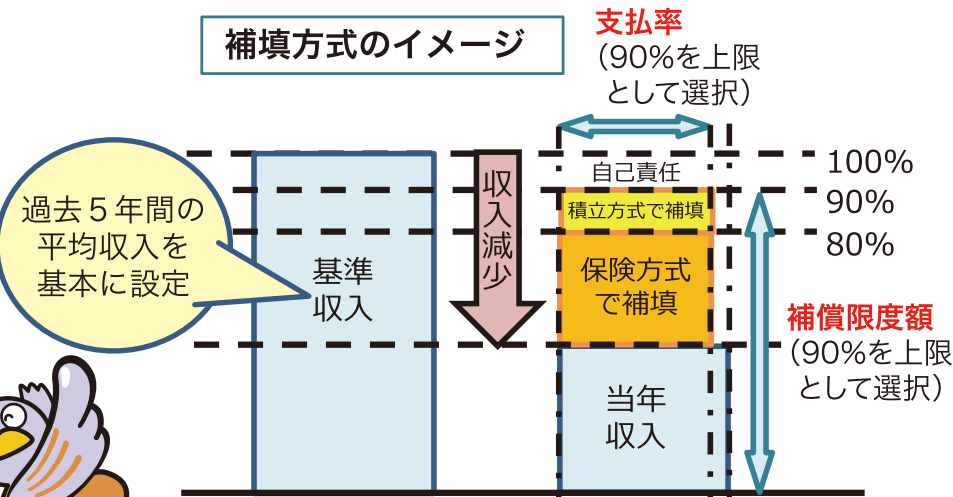 補填方式のイメージ
支払率
（90%を上限
として選択）
過去５年間の
平均収入を
基本に設定
基準
収入
収入減少
自己責任
積立方式で補填
保険方式
で補填
当年
収入
100%
90%
80%
補償限度額
（90%を上限
として選択）